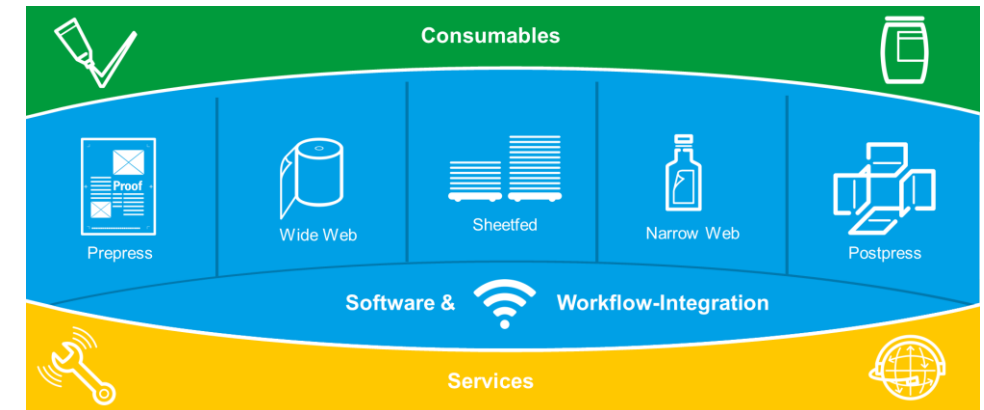 Consumables
Proof
Prepress
Wide Web
Sheetfed
Narrow Web
Postpress
Software & Workflow-Integration
Services